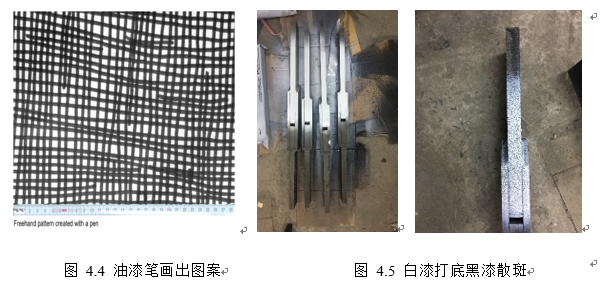 Freehand pattern created with a pen
图 4.4 油漆笔画出图案
图 4.5 白漆打底黑漆散斑